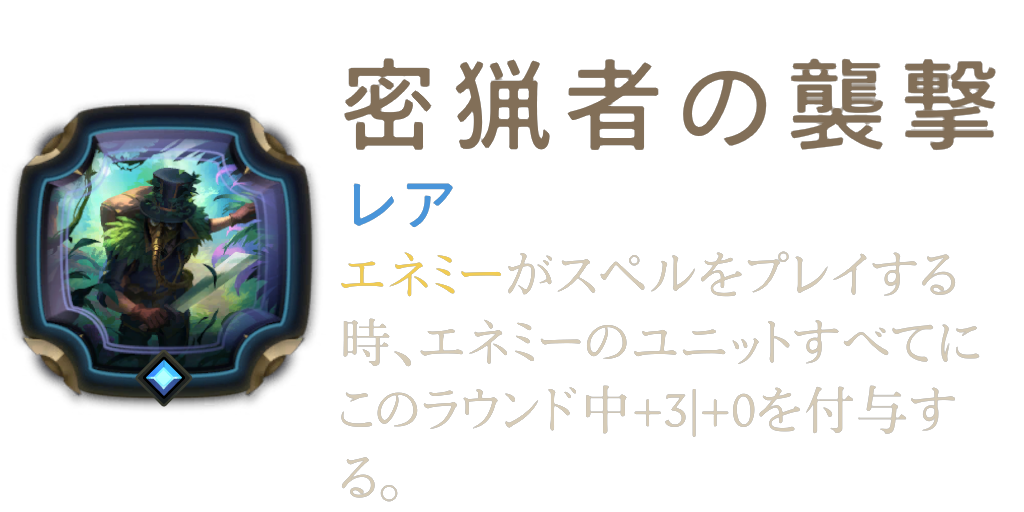 密猟者の襲撃
レア
エネミーがスペルをプレイする
時、エネミーのユニットすべてに
このラウンド中+3|+0を付与す
る。